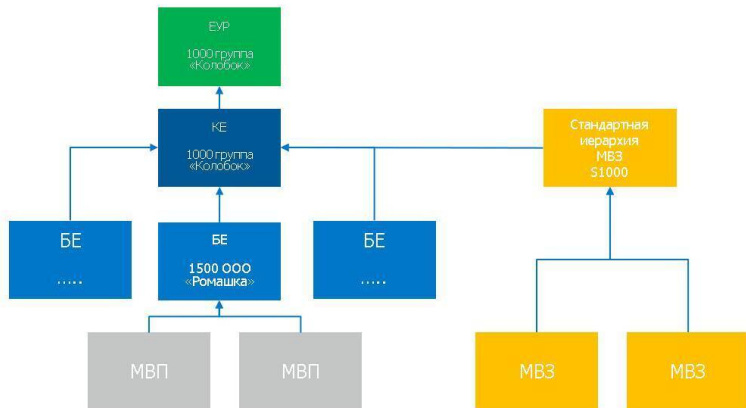 ЕУР
1000 группа
«Колобок»
КЕ
1000 группа
«Колобок»
Стандартная
иерархия
МВЗ
S1000
БЕ
.....
БЕ
1500 ООО
«Ромашка»
БЕ
.....
МВП
МВП
МВЗ
МВЗ